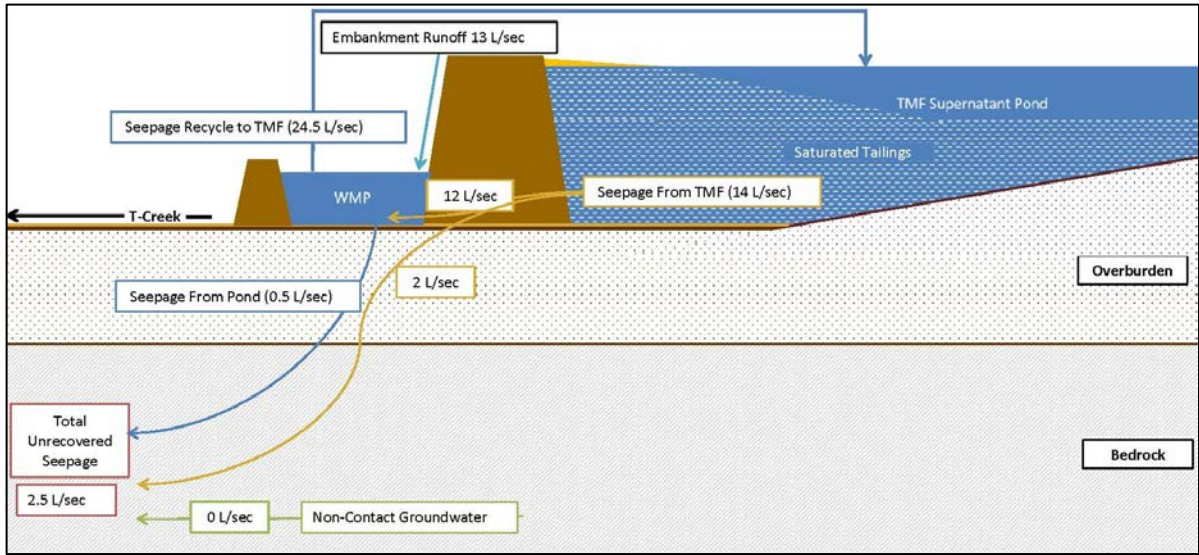 Embankment Runoff 13 L/sec
TMF Supernatant Pond
Seepage Recycle to TMF (24.5 L/sec)
Saturated Tailings
WMP
12 L/sec
Seepage From TMF (14 L/sec)
T-Creek
Overburden
2 L/sec
Seepage From Pond (0.5 L/sec)
Total
Unrecovered
Seepage
Bedrock
2.5 L/sec
0 L/sec
Non-Contact Groundwater